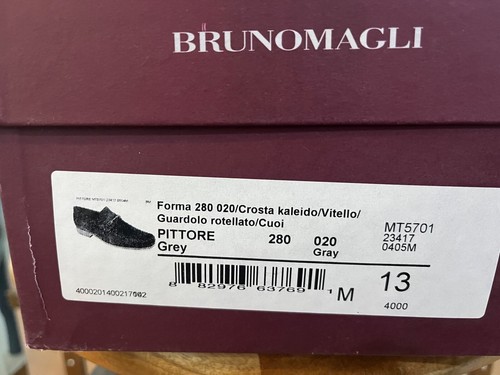 BRUNOMAGLI
Forma 280 020/Crosta kaleido/Vitello/
Guardolo rotellato/Cuoi
PITTORE 280 020
Grey Gray
MT5701
23417
0405M
8 82976 63769 1 M 13
4000